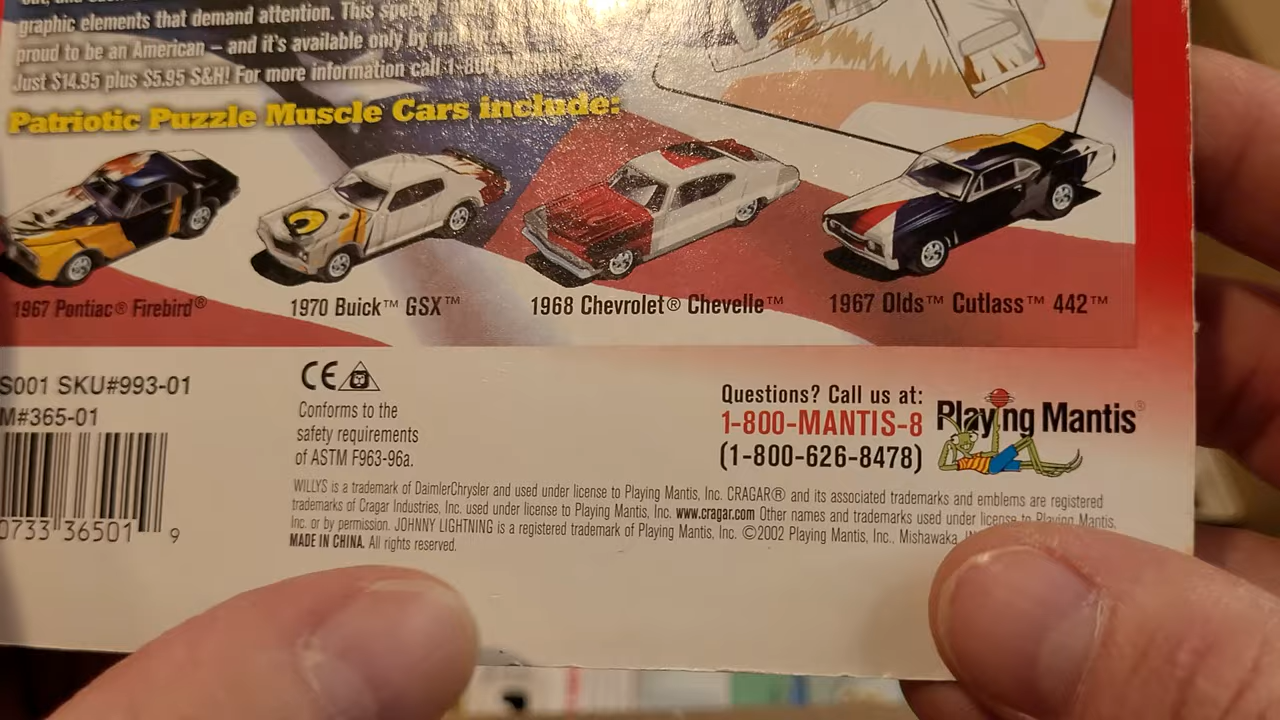 graphic elements that demand attention. This special
proud to be an American – and it's available only by
Just $14.95 plus $5.95 S&H! For more information call
Patriotic Puzzle Muscle Cars include:
1967 Pontiac® Firebird®
1970 Buick™ GSX™
1968 Chevrolet® Chevelle™
1967 Olds™ Cutlass™ 442™
S001 SKU#993-01
M#365-01
0733 36501 9
CE
Conforms to the
safety requirements
of ASTM F963-96a.
Questions? Call us at:
1-800-MANTIS-8
(1-800-626-8478)
Playing Mantis®
WILLYS is a trademark of DaimlerChrysler and used under license to Playing Mantis, Inc. CRAGAR® and its associated trademarks and emblems are registered
trademarks of Cragar Industries, Inc. used under license to Playing Mantis, Inc. www.cragar.com Other names and trademarks used under license to Playing Mantis,
Inc. or by permission. JOHNNY LIGHTNING is a registered trademark of Playing Mantis, Inc. ©2002 Playing Mantis, Inc., Mishawaka,
MADE IN CHINA. All rights reserved.